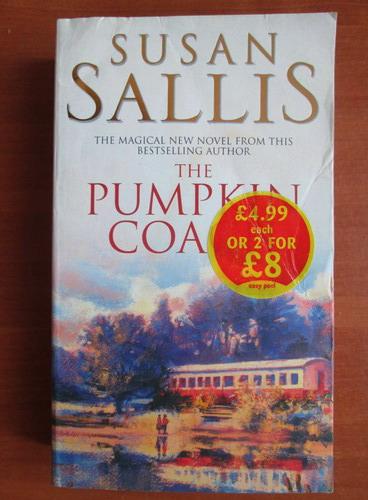 SUSAN
SALLIS
THE MAGICAL NEW NOVEL FROM THIS
BESTSELLING AUTHOR
THE
PUMPKIN
COA
£4.99
each
OR 2 FOR
£8
easy peel